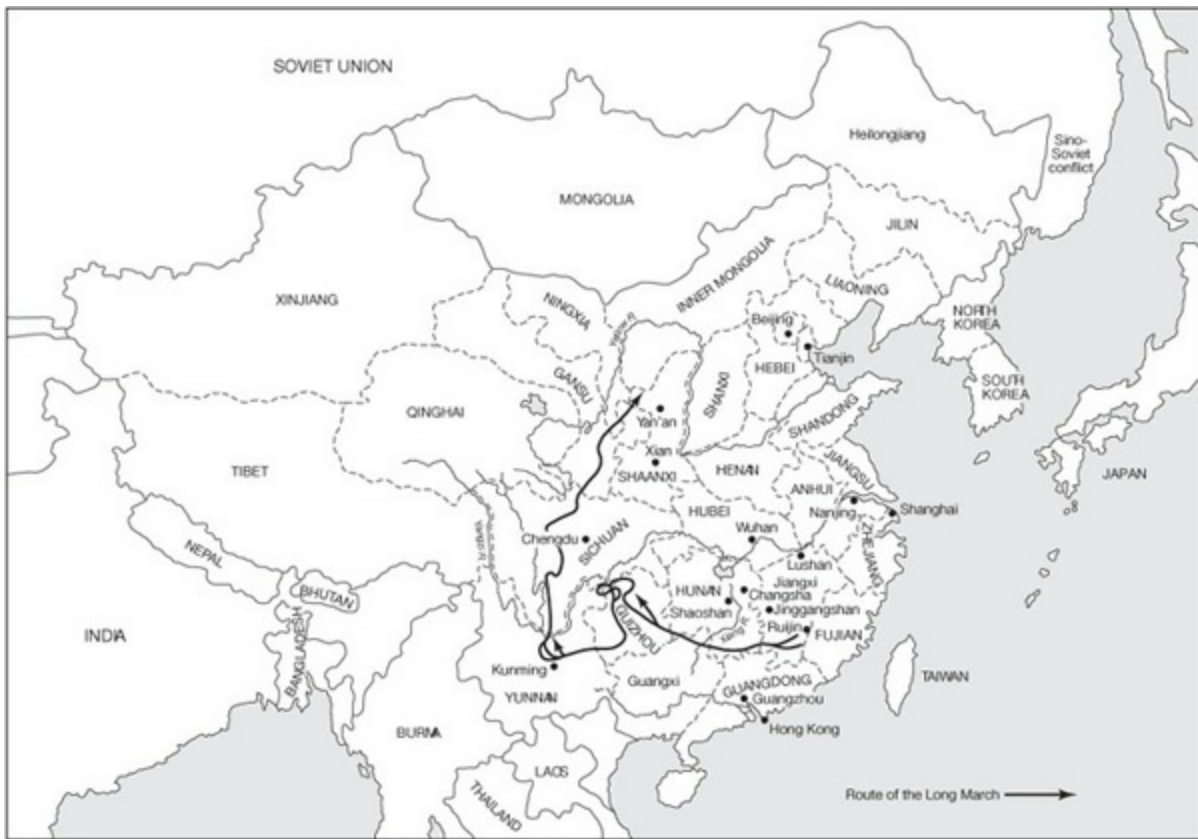 SOVIET UNION
Heilongjiang
Sino-
Soviet
conflict
MONGOLIA
JILIN
INNER MONGOLIA
LIAONING
XINJIANG
NINGXIA
Yellow R.
Beijing
NORTH
KOREA
Tianjin
HEBEI
SHANXI
GANSU
SOUTH
KOREA
QINGHAI
Yan'an
SHANDONG
Xian
SHAANXI
HENAN
JIANGSU
TIBET
JAPAN
ANHUI
Nanjing
Shanghai
HUBEI
Wuhan
ZHEJIANG
Chengdu
SICHUAN
NEPAL
Lushan
Jiangxi
HUNAN
Changsha
BHUTAN
Shaoshan
Jinggangshan
GUIZHOU
Ruijin
FUJIAN
INDIA
BANGLADESH
Kunming
Guangxi
GUANGDONG
TAIWAN
YUNNAN
Guangzhou
BURMA
Hong Kong
LAOS
THAILAND
Route of the Long March